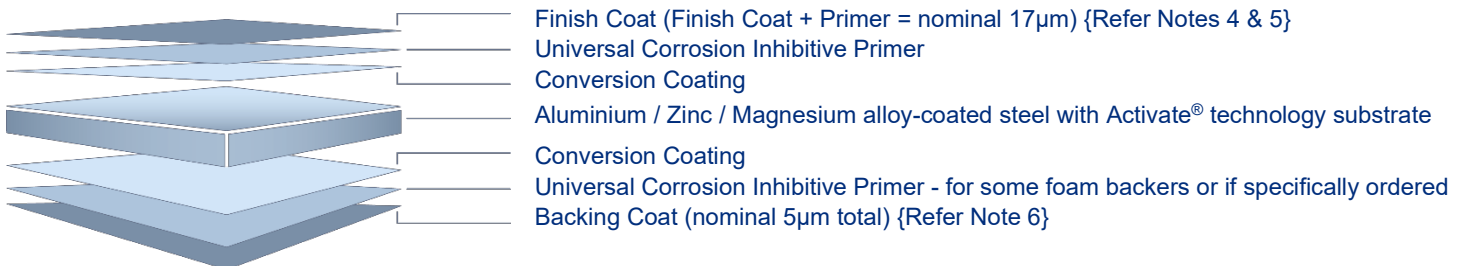 Finish Coat (Finish Coat + Primer = nominal 17µm) {Refer Notes 4 & 5}
Universal Corrosion Inhibitive Primer
Conversion Coating
Aluminium / Zinc / Magnesium alloy-coated steel with Activate® technology substrate
Conversion Coating
Universal Corrosion Inhibitive Primer - for some foam backers or if specifically ordered
Backing Coat (nominal 5µm total) {Refer Note 6}